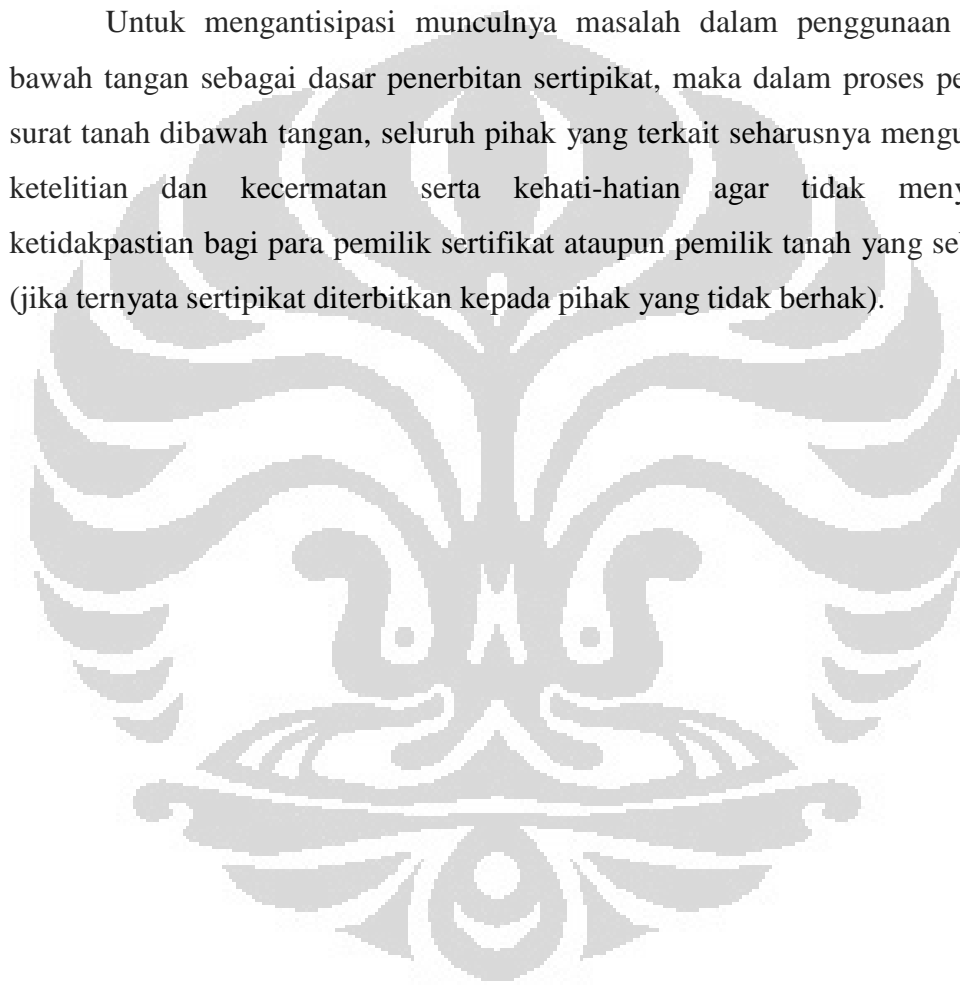 Untuk mengantisipasi munculnya masalah dalam penggunaan
bawah tangan sebagai dasar penerbitan sertipikat, maka dalam proses pe
surat tanah dibawah tangan, seluruh pihak yang terkait seharusnya mengu
ketelitian dan kecermatan serta kehati-hatian agar tidak meny
ketidakpastian bagi para pemilik sertifikat ataupun pemilik tanah yang seb
(jika ternyata sertipikat diterbitkan kepada pihak yang tidak berhak).